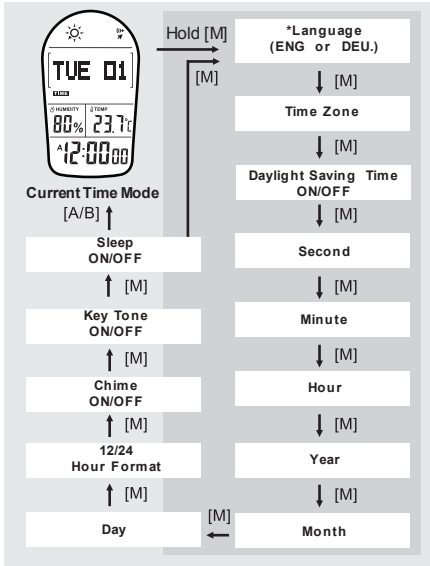 Hold [M]
*Language
(ENG or DEU.)
TUE 01
TIME
HUMIDITY TEMP
80% 23.7°C
A12:00 00
Current Time Mode
[M]
[M]
Time Zone
[M]
Daylight Saving Time
ON/OFF
[M]
Second
[M]
Minute
[M]
Hour
[M]
Year
[M]
Month
[M]
Day
[M]
12/24
Hour Format
[M]
Chime
ON/OFF
[M]
Key Tone
ON/OFF
[M]
Sleep
ON/OFF
[A/B]